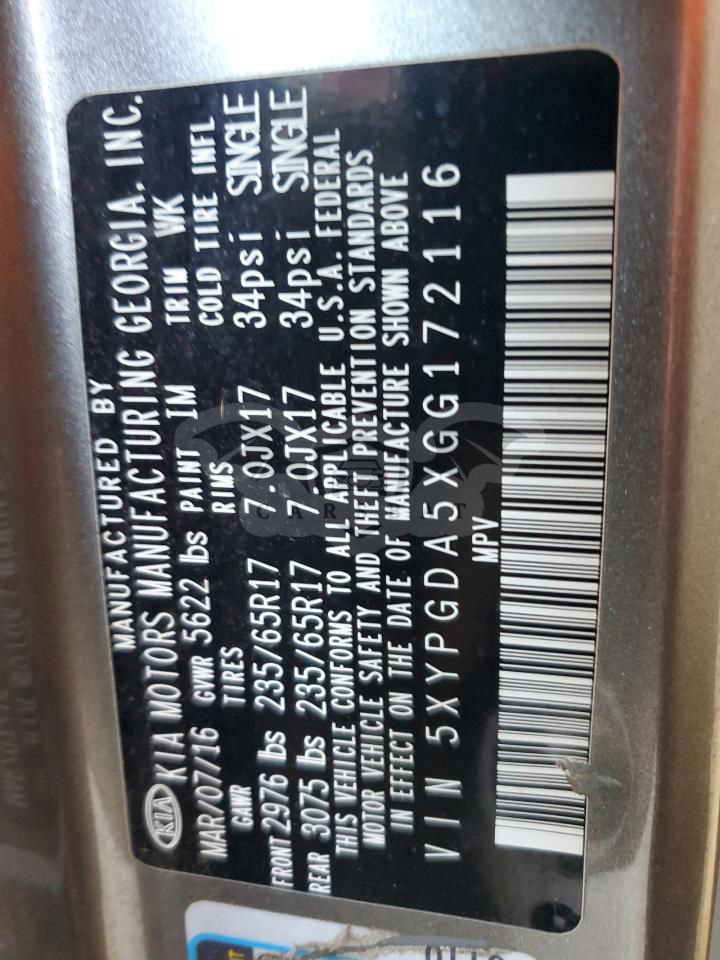 MANUFACTURED BY
KIA KIA MOTORS MANUFACTURING GEORGIA, INC.
MAR/07/16 GVWR 5622 lbs PAINT IM TRIM WK
GAWR TIRES RIMS COLD TIRE INFL
FRONT 2976 lbs 235/65R17 7.0JX17 34psi SINGLE
REAR 3075 lbs 235/65R17 7.0JX17 34psi SINGLE
THIS VEHICLE CONFORMS TO ALL APPLICABLE U.S.A. FEDERAL
MOTOR VEHICLE SAFETY AND THEFT PREVENTION STANDARDS
IN EFFECT ON THE DATE OF MANUFACTURE SHOWN ABOVE
VIN 5XYPGDA5XGG172116
MPV